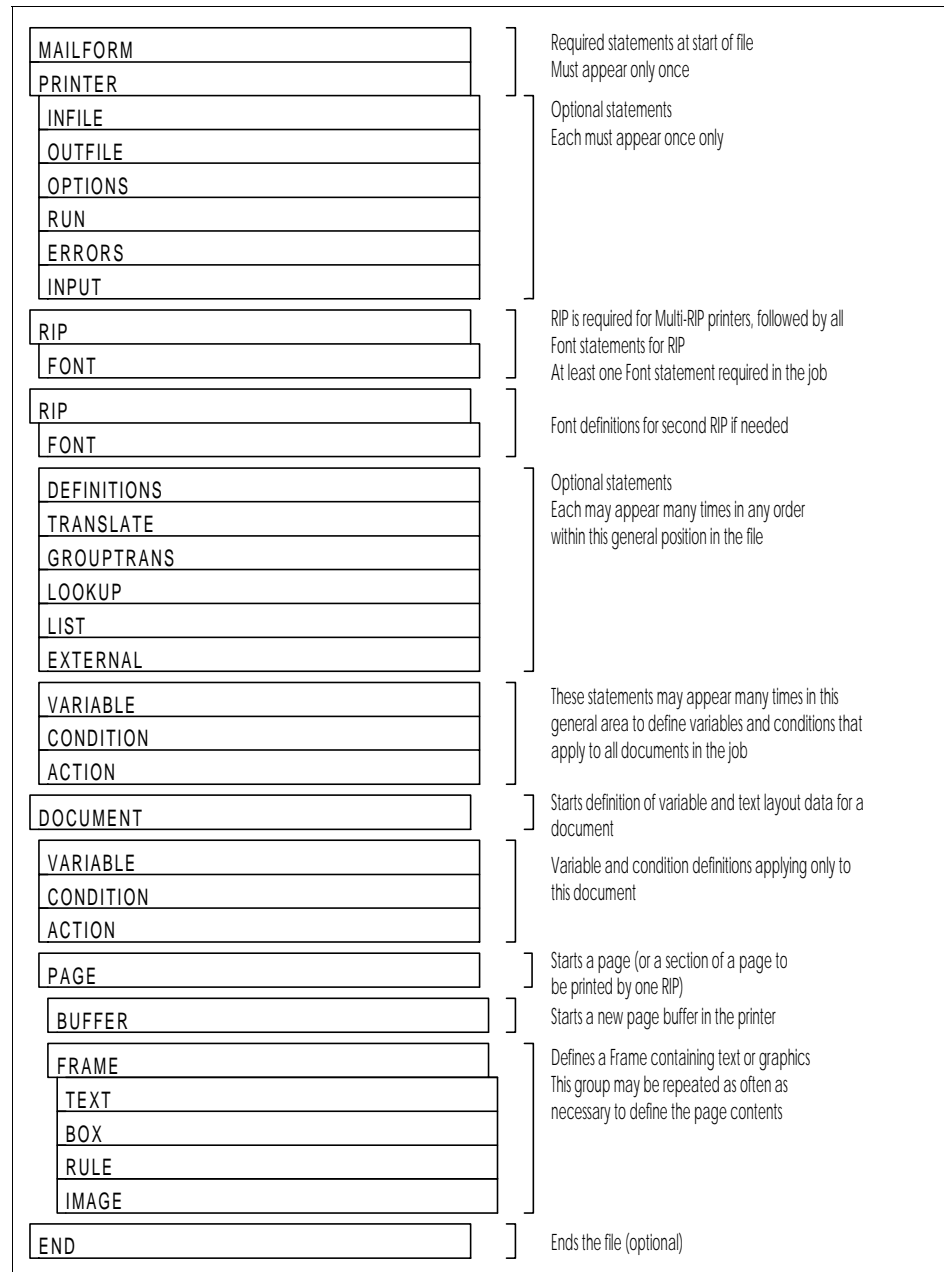 MAILFORM
PRINTER
Required statements at start of file
Must appear only once
INFILE
OUTFILE
OPTIONS
RUN
ERRORS
INPUT
Optional statements
Each must appear once only
RIP
FONT
RIP is required for Multi-RIP printers, followed by all
Font statements for RIP
At least one Font statement required in the job
RIP
FONT
Font definitions for second RIP if needed
DEFINITIONS
TRANSLATE
GROUPTRANS
LOOKUP
LIST
EXTERNAL
Optional statements
Each may appear many times in any order
within this general position in the file
VARIABLE
CONDITION
ACTION
These statements may appear many times in this
general area to define variables and conditions that
apply to all documents in the job
DOCUMENT
Starts definition of variable and text layout data for a
document
VARIABLE
CONDITION
ACTION
Variable and condition definitions applying only to
this document
PAGE
Starts a page (or a section of a page to
be printed by one RIP)
BUFFER
Starts a new page buffer in the printer
FRAME
TEXT
BOX
RULE
IMAGE
Defines a Frame containing text or graphics
This group may be repeated as often as
necessary to define the page contents
END
Ends the file (optional)